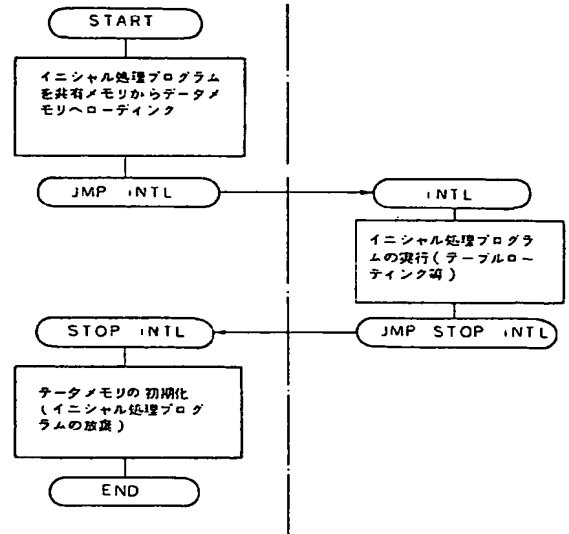 START
イニシャル処理プログラム
を共有メモリからデータメ
モリへローディンク
JMP INTL
INTL
イニシャル処理プログラ
ムの実行(テーブルロー
ティンク等)
STOP INTL
JMP STOP INTL
テータメモリの初期化
(イニシャル処理プログ
ラムの放棄)
END